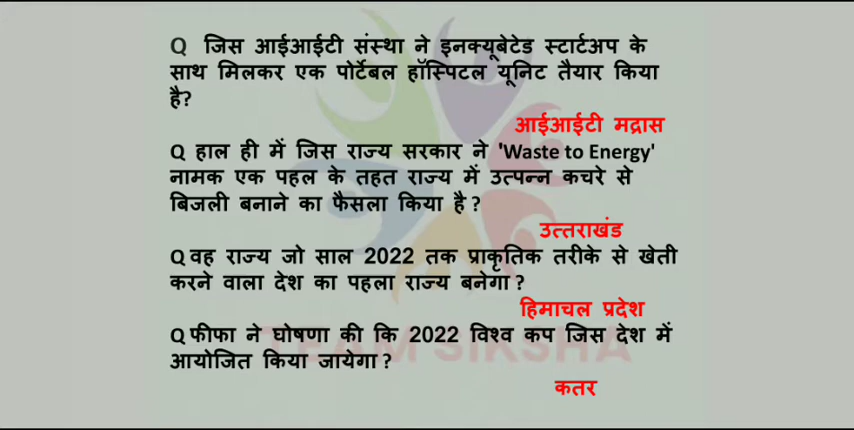 Q जिस आईआईटी संस्था ने इनक्यूबेटेड स्टार्टअप के
साथ मिलकर एक पोर्टेबल हॉस्पिटल यूनिट तैयार किया
है?
आईआईटी मद्रास
Q हाल ही में जिस राज्य सरकार ने 'Waste to Energy'
नामक एक पहल के तहत राज्य में उत्पन्न कचरे से
बिजली बनाने का फैसला किया है ?
उत्तराखंड
Q वह राज्य जो साल 2022 तक प्राकृतिक तरीके से खेती
करने वाला देश का पहला राज्य बनेगा ?
हिमाचल प्रदेश
Q फीफा ने घोषणा की कि 2022 विश्व कप जिस देश में
TEAM SIKSHA
आयोजित किया जायेगा ?
कतर